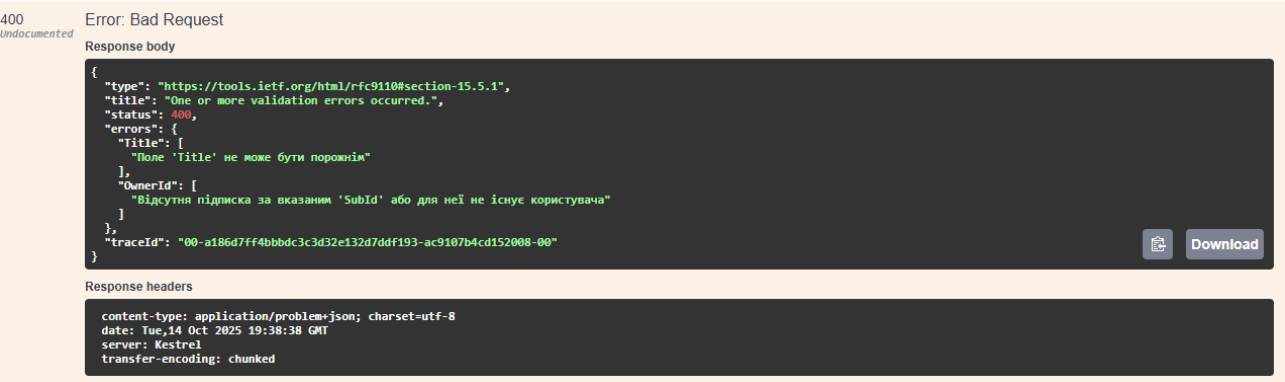 400
Undocumented
Error: Bad Request
Response body
{
  "type": "https://tools.ietf.org/html/rfc9110#section-15.5.1",
  "title": "One or more validation errors occurred.",
  "status": 400,
  "errors": {
    "Title": [
      "Поле 'Title' не може бути порожнім"
    ],
    "OwnerId": [
      "Відсутня підписка за вказаним 'SubId' або для неї не існує користувача"
    ]
  },
  "traceId": "00-a186d7ff4bbbdc3c3d32e132d7ddf193-ac9107b4cd152008-00"
}
Download
Response headers
content-type: application/problem+json; charset=utf-8
date: Tue,14 Oct 2025 19:38:38 GMT
server: Kestrel
transfer-encoding: chunked